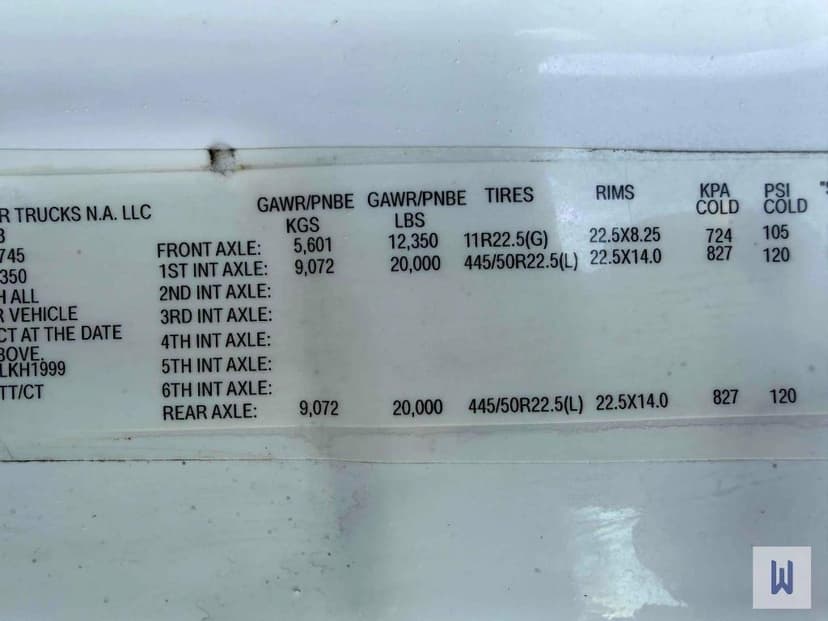 GAWR/PNBE GAWR/PNBE TIRES RIMS KPA PSI
KGS LBS COLD COLD
R TRUCKS N.A. LLC
3
FRONT AXLE: 5,601 12,350 11R22.5(G) 22.5X8.25 724 105
745
1ST INT AXLE: 9,072 20,000 445/50R22.5(L) 22.5X14.0 827 120
350
2ND INT AXLE:
H ALL
3RD INT AXLE:
R VEHICLE
4TH INT AXLE:
CT AT THE DATE
BOVE.
5TH INT AXLE:
LKH1999
6TH INT AXLE:
TT/CT
REAR AXLE: 9,072 20,000 445/50R22.5(L) 22.5X14.0 827 120
W